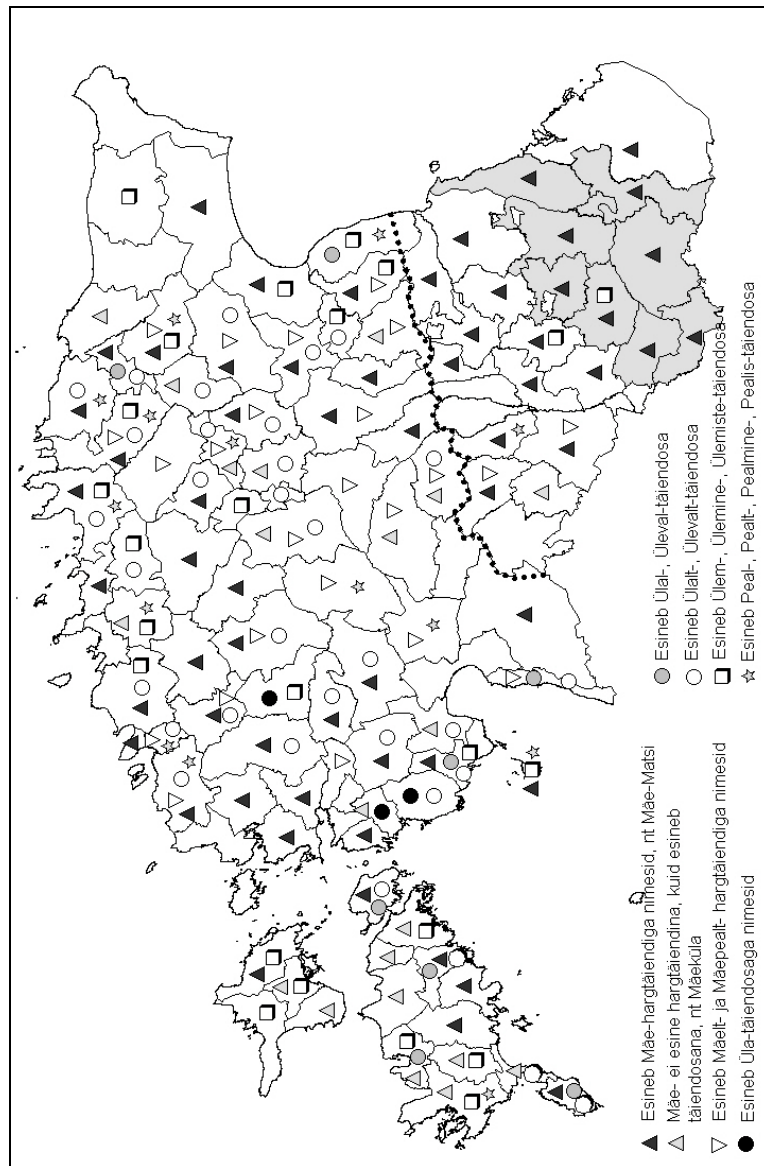 Esineb Mäe-hargtäiendiga nimesid, nt Mäe-Matsi
Mäe- ei esine hargtäiendina, kuid esineb
täiendosana, nt Mäeküla
Esineb Mäelt- ja Mäepealt- hargtäiendiga nimesid
Esineb Üla-täiendosaga nimesid
Esineb Ülal-, Üleval-täiendosa
Esineb Ülalt-, Ülevalt-täiendosa
Esineb Ülem-, Ülemine-, Ülemiste-täiendosa
Esineb Peal-, Pealt-, Pealmine-, Pealis-täiendosa